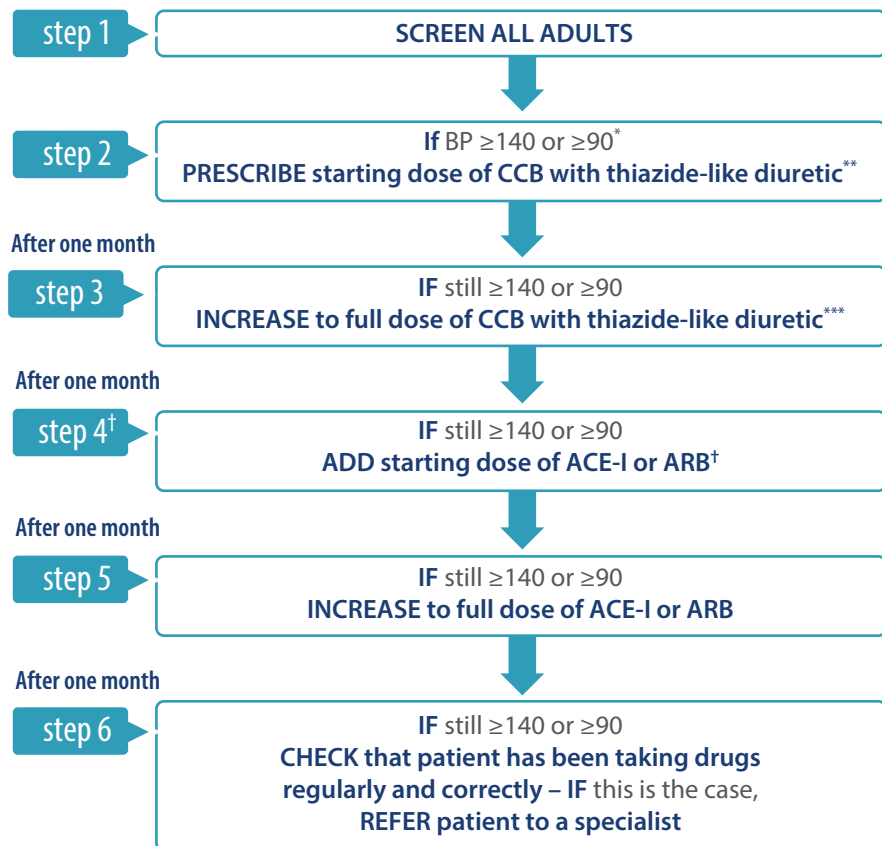 step 1
SCREEN ALL ADULTS
step 2
If BP ≥140 or ≥90*
PRESCRIBE starting dose of CCB with thiazide-like diuretic**
After one month
step 3
IF still ≥140 or ≥90
INCREASE to full dose of CCB with thiazide-like diuretic***
After one month
step 4†
IF still ≥140 or ≥90
ADD starting dose of ACE-I or ARB†
After one month
step 5
IF still ≥140 or ≥90
INCREASE to full dose of ACE-I or ARB
After one month
step 6
IF still ≥140 or ≥90
CHECK that patient has been taking drugs
regularly and correctly – IF this is the case,
REFER patient to a specialist